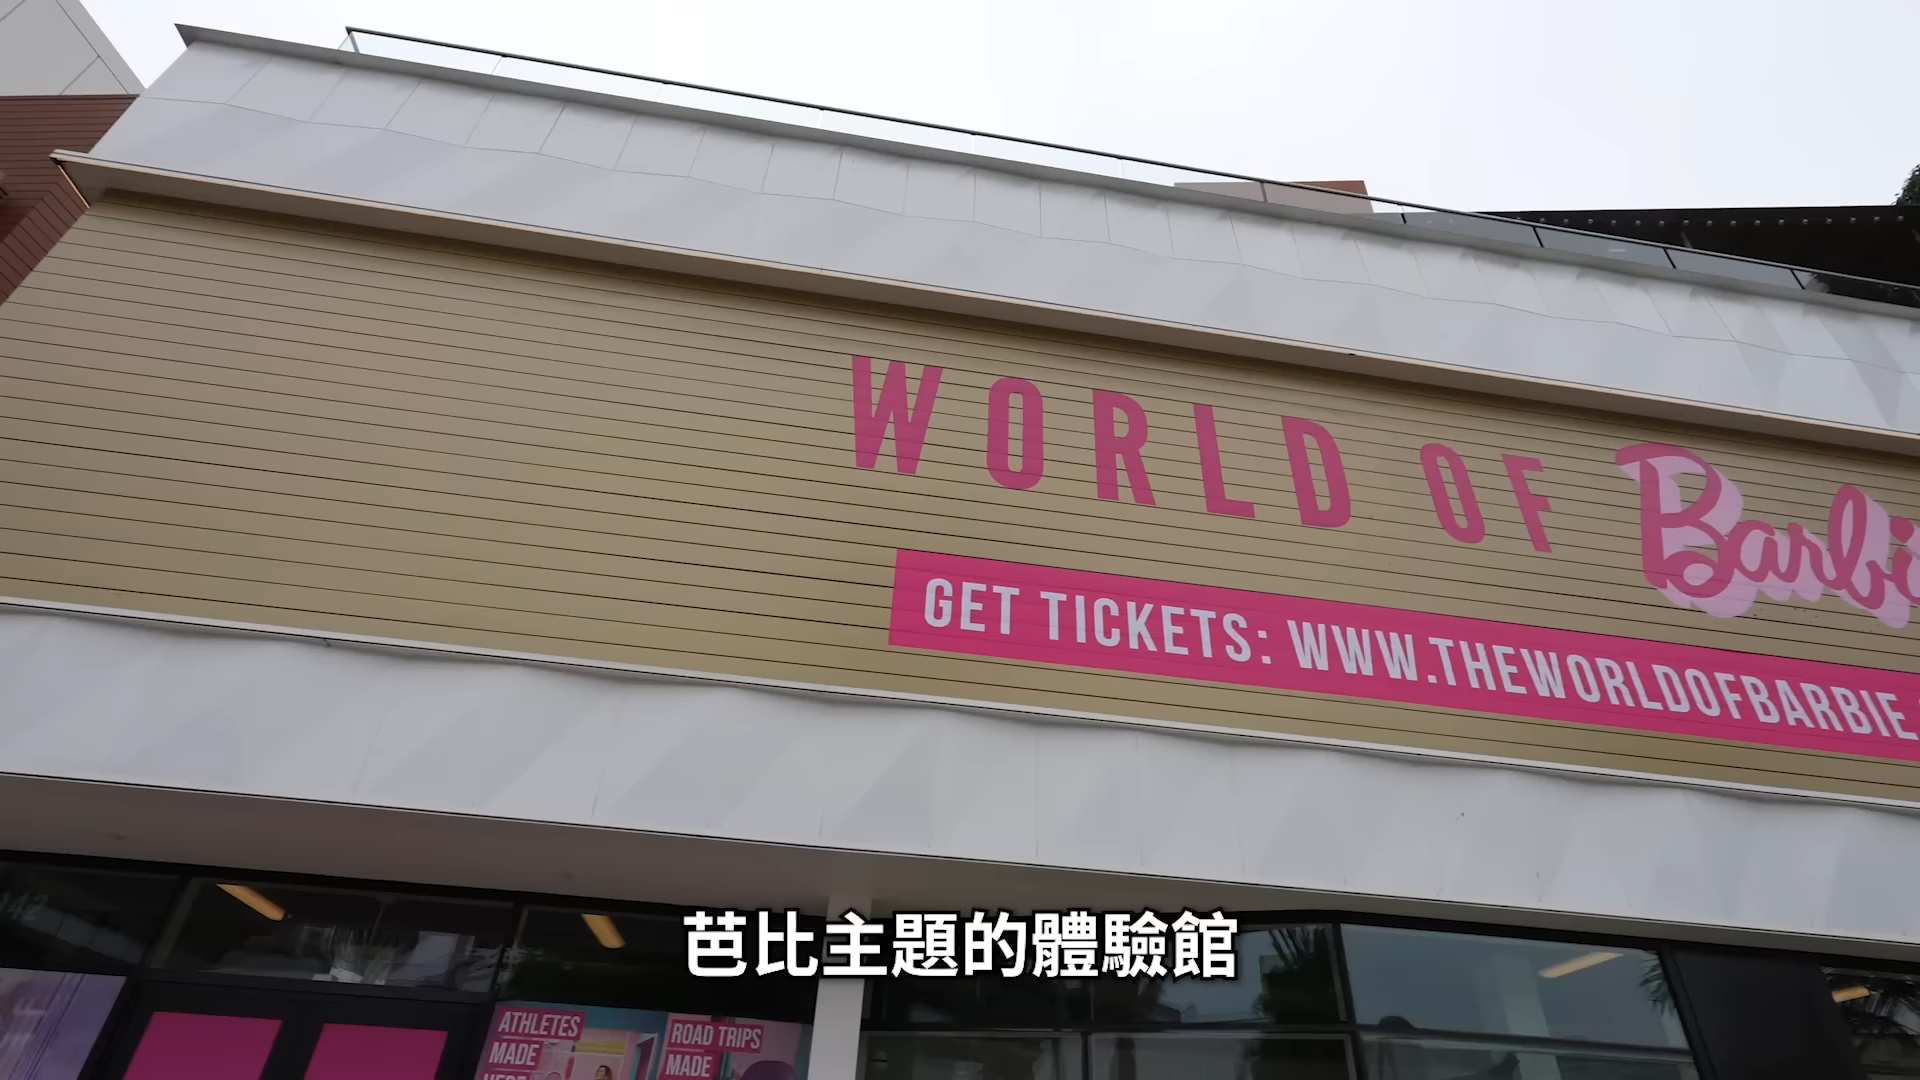 WORLD OF Barbi
GET TICKETS: WWW.THEWORLDOFBARBIE.
142
芭比主題的體驗館
ATHLETES
MADE
ROAD TRIPS
MADE